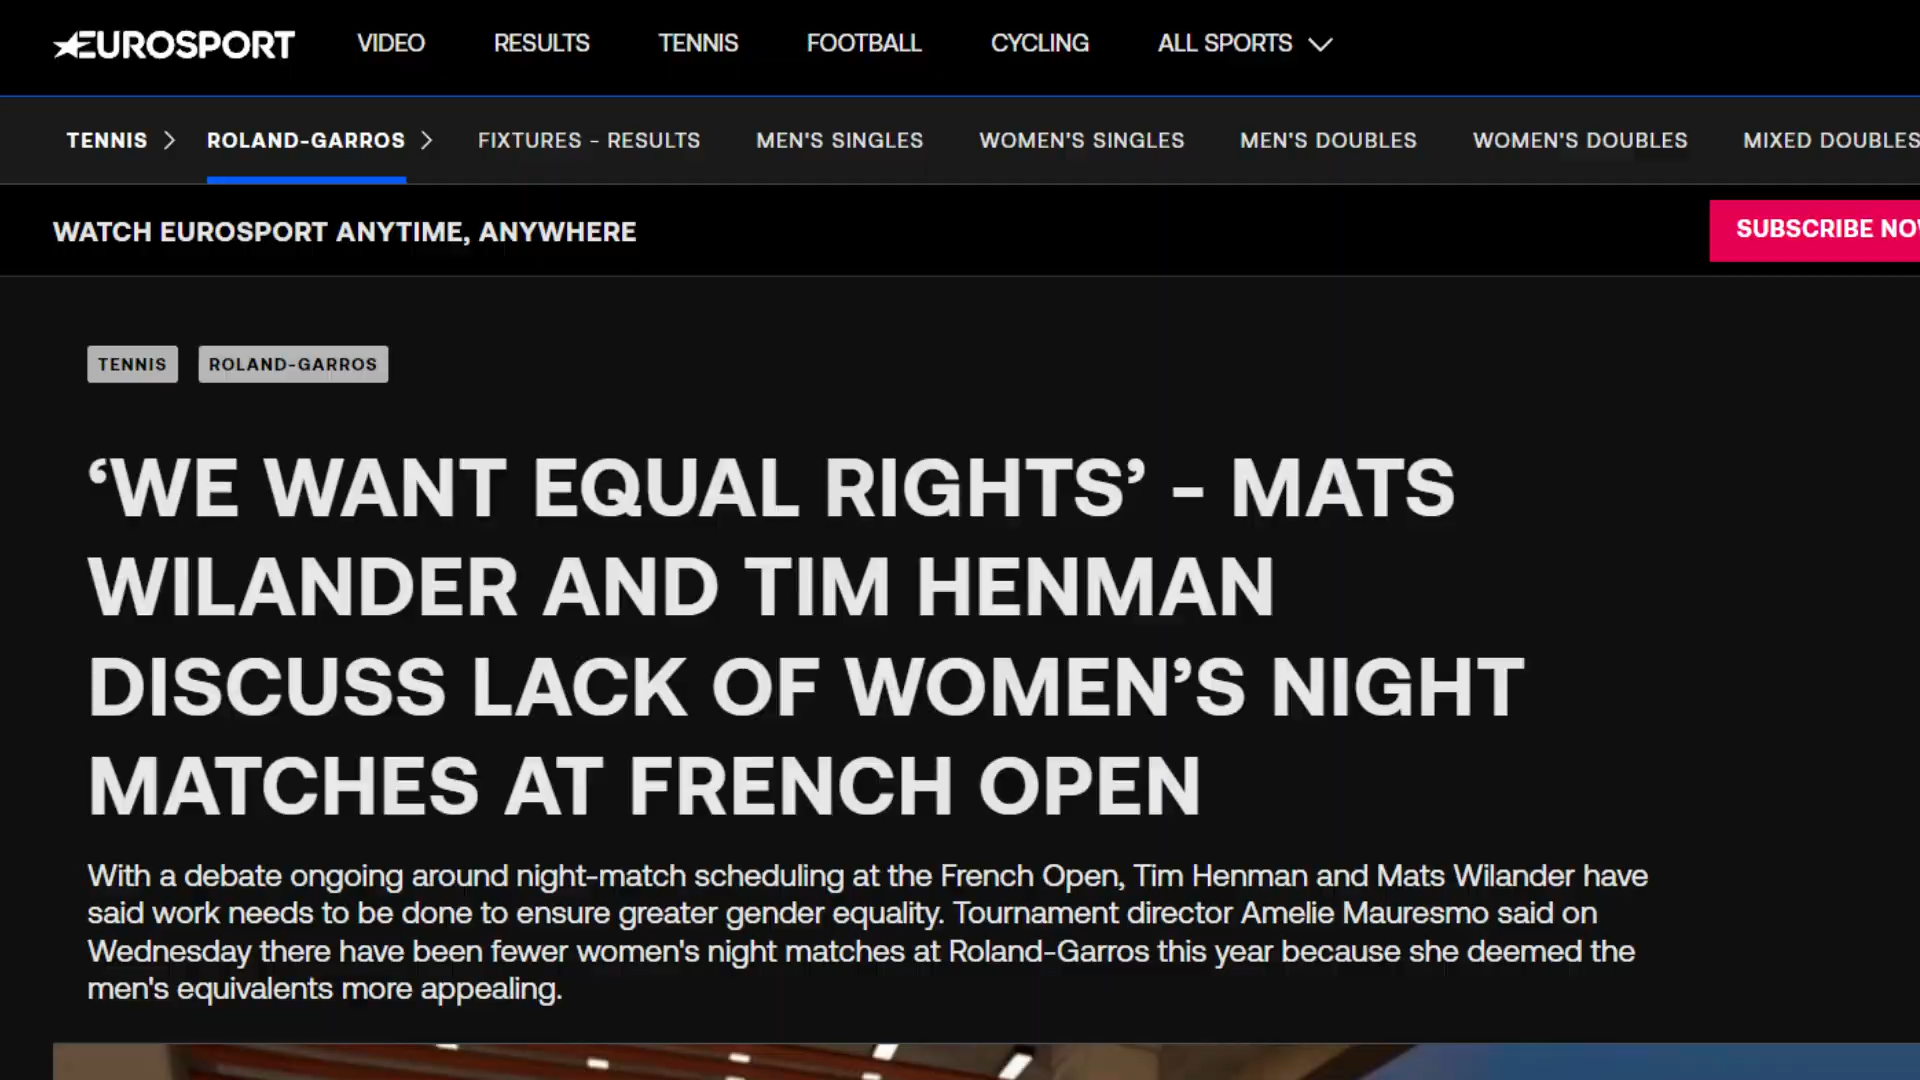 EUROSPORT VIDEO RESULTS TENNIS FOOTBALL CYCLING ALL SPORTS
TENNIS ROLAND-GARROS FIXTURES - RESULTS MEN'S SINGLES WOMEN'S SINGLES MEN'S DOUBLES WOMEN'S DOUBLES MIXED DOUBLES
WATCH EUROSPORT ANYTIME, ANYWHERE SUBSCRIBE NOW
TENNIS ROLAND-GARROS
‘WE WANT EQUAL RIGHTS’ - MATS
WILANDER AND TIM HENMAN
DISCUSS LACK OF WOMEN’S NIGHT
MATCHES AT FRENCH OPEN
With a debate ongoing around night-match scheduling at the French Open, Tim Henman and Mats Wilander have
said work needs to be done to ensure greater gender equality. Tournament director Amelie Mauresmo said on
Wednesday there have been fewer women's night matches at Roland-Garros this year because she deemed the
men's equivalents more appealing.